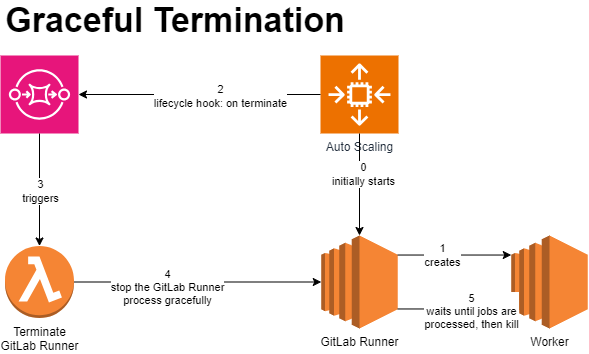 Graceful Termination
2
lifecycle hook: on terminate
Auto Scaling
0
initially starts
3
triggers
1
creates
4
stop the GitLab Runner
process gracefully
5
waits until jobs are
processed, then kill
Terminate
GitLab Runner
GitLab Runner
Worker